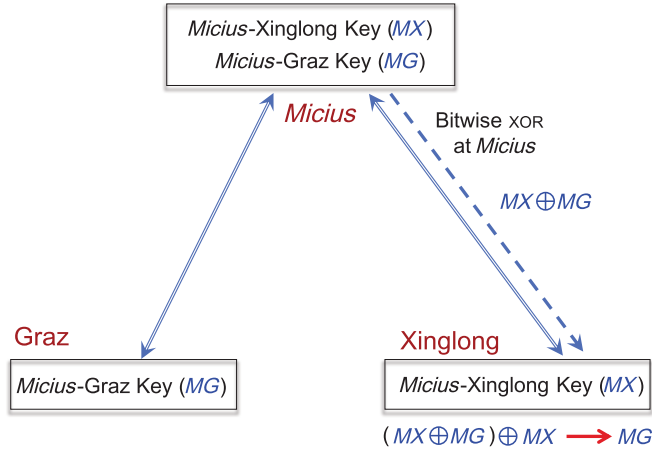 Micius-Xinglong Key (MX)
Micius-Graz Key (MG)
Micius
Bitwise XOR
at Micius
MX⊕MG
Graz
Xinglong
Micius-Graz Key (MG)
Micius-Xinglong Key (MX)
(MX⊕MG)⊕MX → MG